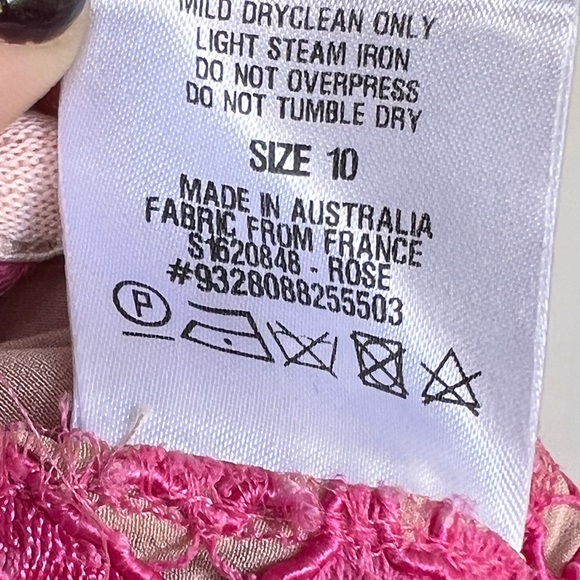 MILD DRYCLEAN ONLY
LIGHT STEAM IRON
DO NOT OVERPRESS
DO NOT TUMBLE DRY
SIZE 10
MADE IN AUSTRALIA
FABRIC FROM FRANCE
S1620848 - ROSE
#9328088255503
P